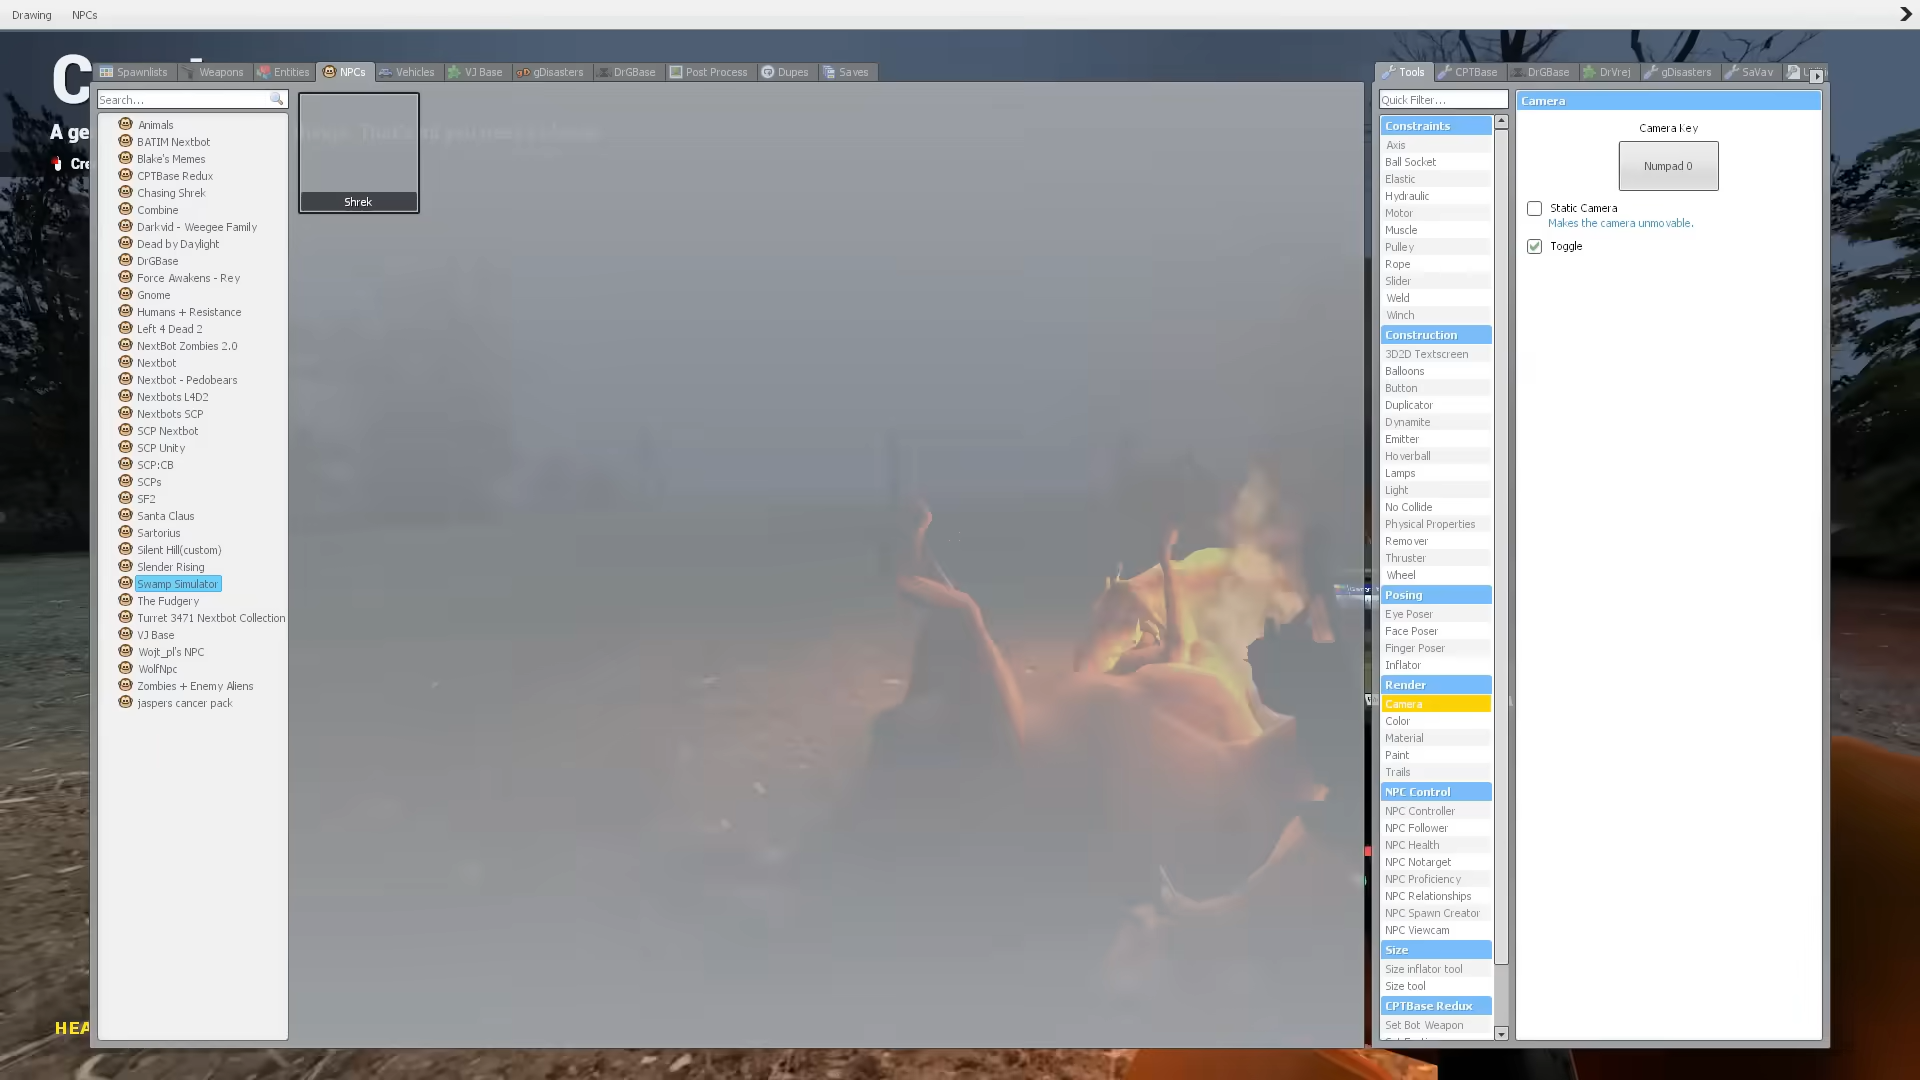 Drawing NPCs
C
A ge
Cre
HEA
Spawnlists Weapons Entities NPCs Vehicles VJ Base gDisasters DrGBase Post Process Dupes Saves
Search...
Animals
BATIM Nextbot
Blake's Memes
CPTBase Redux
Chasing Shrek
Combine
Darkvid - Weegee Family
Dead by Daylight
DrGBase
Force Awakens - Rey
Gnome
Humans + Resistance
Left 4 Dead 2
NextBot Zombies 2.0
Nextbot
Nextbot - Pedobears
Nextbots L4D2
Nextbots SCP
SCP Nextbot
SCP Unity
SCP:CB
SCPs
SF2
Santa Claus
Sartorius
Silent Hill(custom)
Slender Rising
Swamp Simulator
The Fudgery
Turret 3471 Nextbot Collection
VJ Base
Wojt_pl's NPC
WolfNpc
Zombies + Enemy Aliens
jaspers cancer pack
Shrek
Tools CPTBase DrGBase DrVrej gDisasters SaVav
Quick Filter...
Constraints
Axis
Ball Socket
Elastic
Hydraulic
Motor
Muscle
Pulley
Rope
Slider
Weld
Winch
Construction
3D2D Textscreen
Balloons
Button
Duplicator
Dynamite
Emitter
Hoverball
Lamps
Light
No Collide
Physical Properties
Remover
Thruster
Wheel
Posing
Eye Poser
Face Poser
Finger Poser
Inflator
Render
Camera
Color
Material
Paint
Trails
NPC Control
NPC Controller
NPC Follower
NPC Health
NPC Notarget
NPC Proficiency
NPC Relationships
NPC Spawn Creator
NPC Viewcam
Size
Size inflator tool
Size tool
CPTBase Redux
Set Bot Weapon
Camera
Camera Key
Numpad 0
Static Camera
Makes the camera unmovable.
Toggle